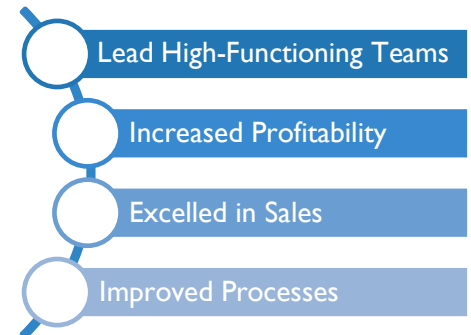 Lead High-Functioning Teams
Increased Profitability
Excelled in Sales
Improved Processes